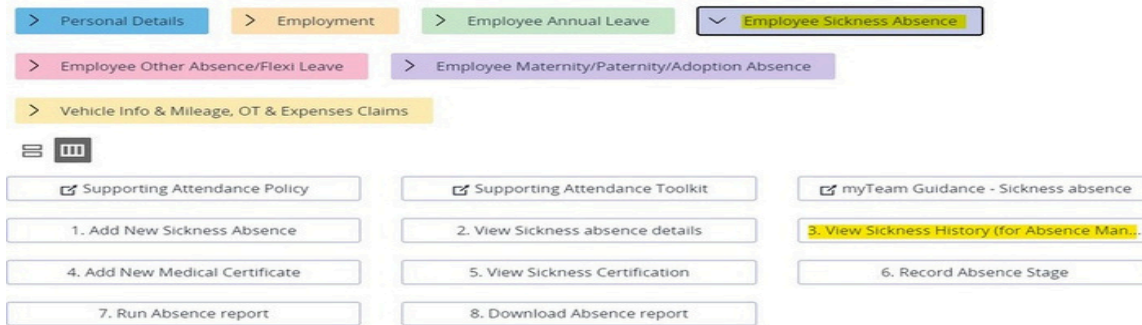 Personal Details
Employment
Employee Annual Leave
Employee Sickness Absence
Employee Other Absence/Flexi Leave
Employee Maternity/Paternity/Adoption Absence
Vehicle Info & Mileage, OT & Expenses Claims
Supporting Attendance Policy
Supporting Attendance Toolkit
myTeam Guidance - Sickness absence
1. Add New Sickness Absence
2. View Sickness absence details
3. View Sickness History (for Absence Man...
4. Add New Medical Certificate
5. View Sickness Certification
6. Record Absence Stage
7. Run Absence report
8. Download Absence report